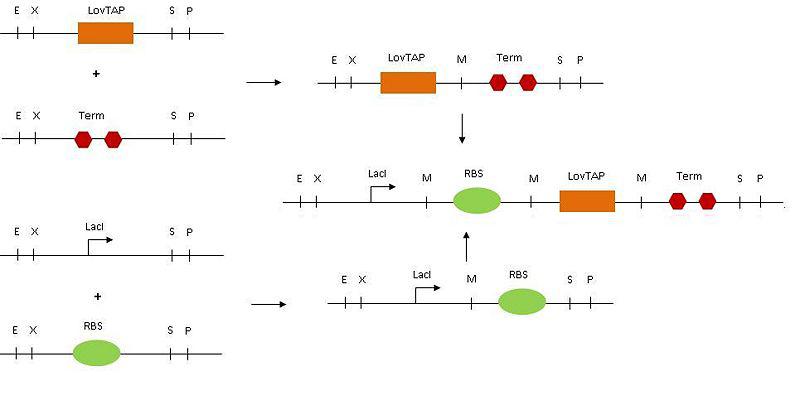 E X LovTAP S P
+
E X Term S P
E X LovTAP M Term S P
E X LacI M RBS M LovTAP M Term S P
E X LacI S P
+
E X RBS S P
E X LacI M RBS S P